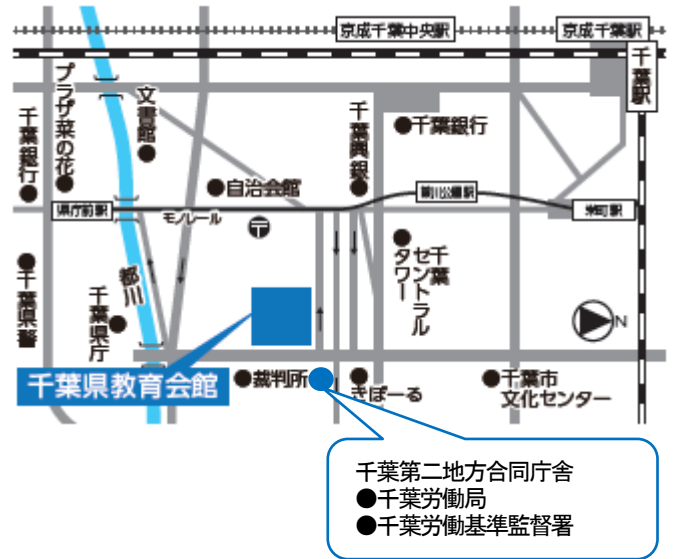 京成千葉中央駅
京成千葉駅
千葉駅
プラザ菜の花
文書館
千葉興銀
●千葉銀行
千葉銀行●
●自治会館
県庁前駅
モノレール
葭川公園駅
栄町駅
〒
●千葉県警
都川
千葉県庁
千葉
セントラル
タワー
N
千葉県教育会館
●裁判所
きぼーる
●千葉市
文化センター
千葉第二地方合同庁舎
●千葉労働局
●千葉労働基準監督署